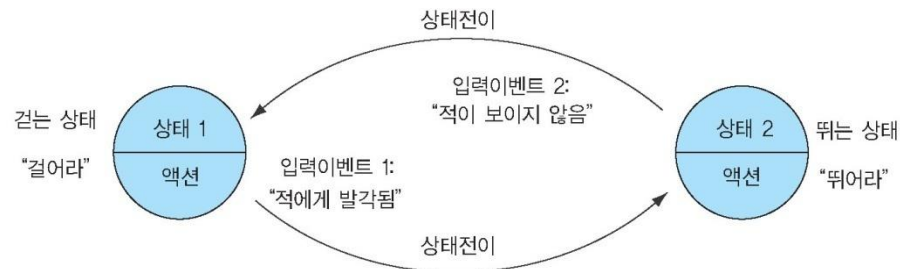 상태전이
입력이벤트 2:
“적이 보이지 않음”
걷는 상태
“걸어라”
상태 1
액션
입력이벤트 1:
“적에게 발각됨”
상태 2
액션
뛰는 상태
“뛰어라”
상태전이